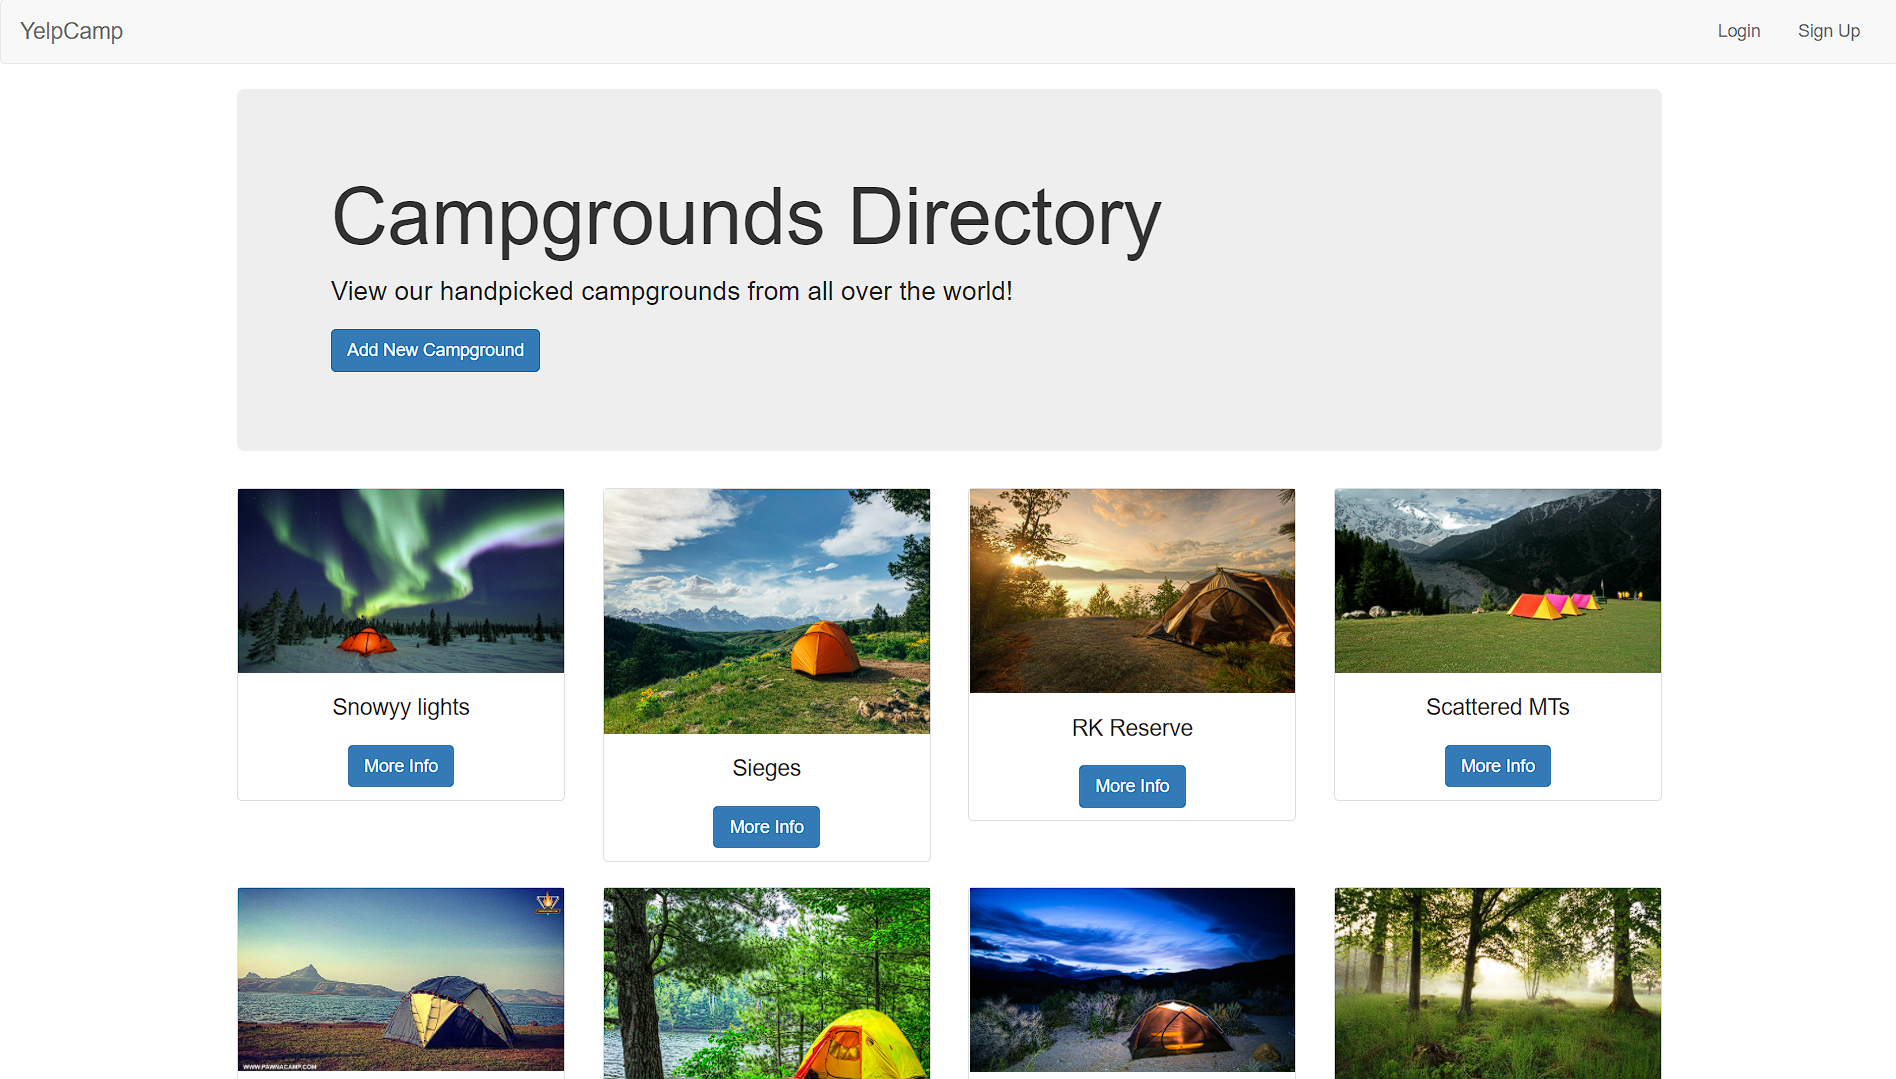 YelpCamp
Login
Sign Up
Campgrounds Directory
View our handpicked campgrounds from all over the world!
Add New Campground
Snowyy lights
More Info
Sieges
More Info
RK Reserve
More Info
Scattered MTs
More Info
WWW.PAWNACAMP.COM